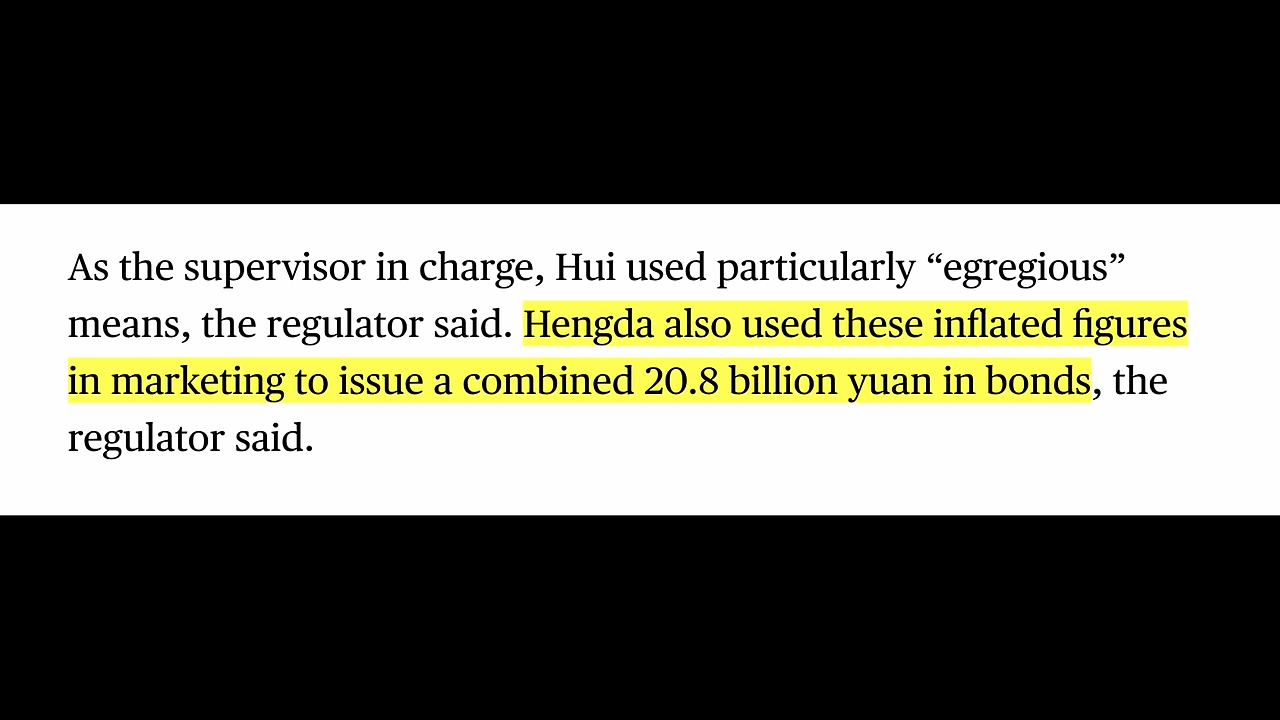 As the supervisor in charge, Hui used particularly “egregious”
means, the regulator said. Hengda also used these inflated figures
in marketing to issue a combined 20.8 billion yuan in bonds, the
regulator said.